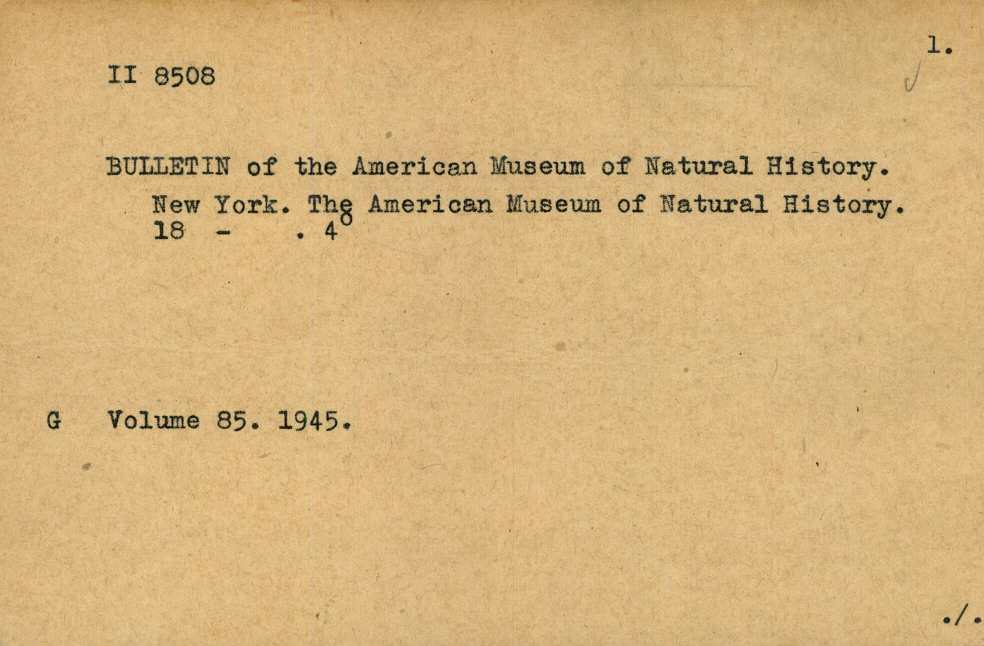 1.
II 8508
BULLETIN of the American Museum of Natural History.
New York. The American Museum of Natural History.
18 - . 4⁸
G Volume 85. 1945.
./.